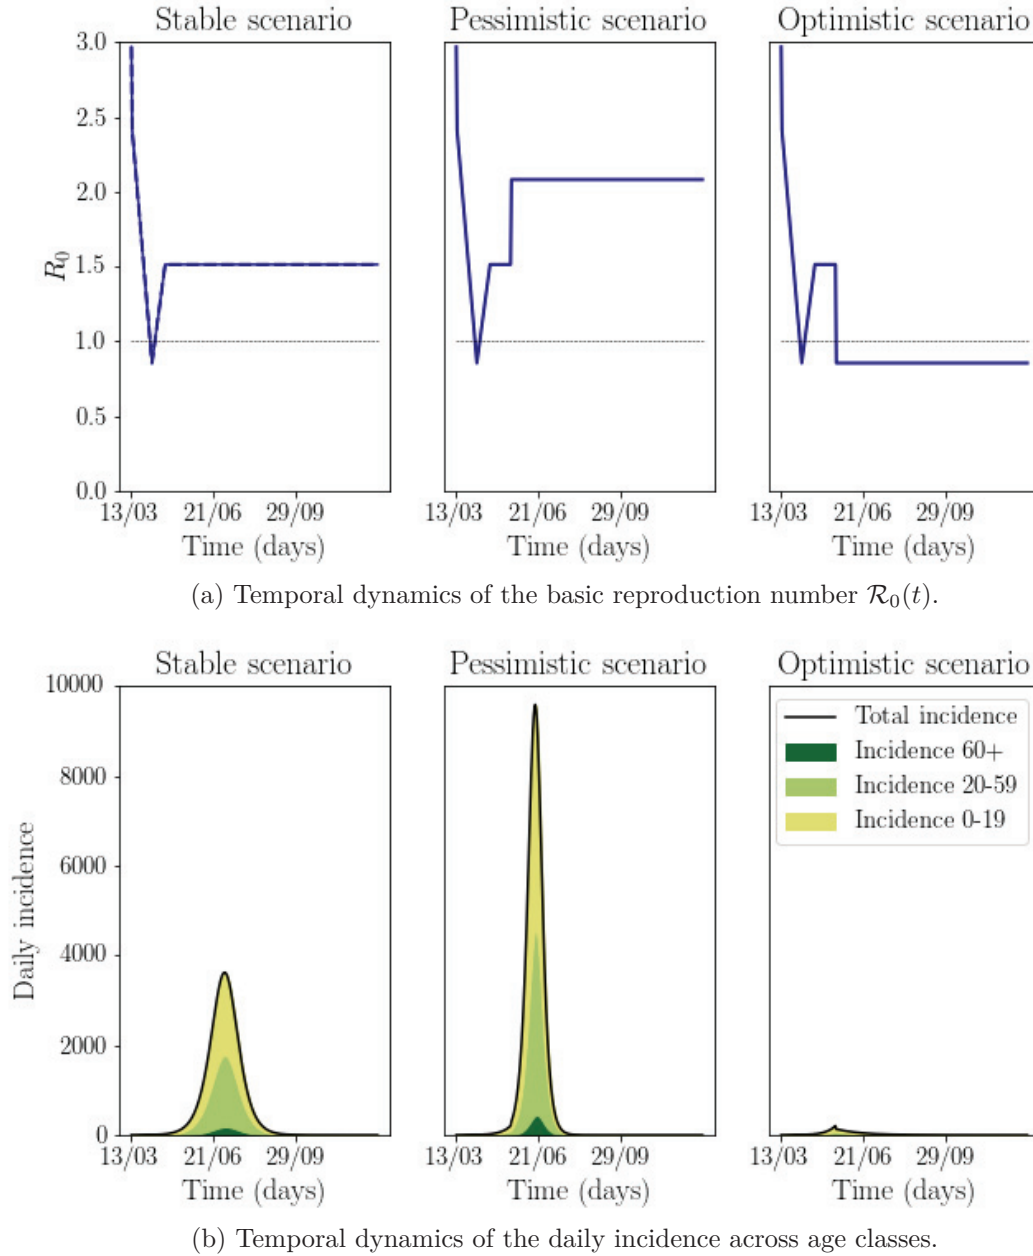 Stable scenario
Pessimistic scenario
Optimistic scenario
3.0
2.5
2.0
1.5
1.0
0.5
0.0
R₀
13/03 21/06 29/09
13/03 21/06 29/09
13/03 21/06 29/09
Time (days)
Time (days)
Time (days)
(a) Temporal dynamics of the basic reproduction number ℛ₀(t).
Stable scenario
Pessimistic scenario
Optimistic scenario
10000
8000
6000
4000
2000
0
Daily incidence
Total incidence
Incidence 60+
Incidence 20-59
Incidence 0-19
13/03 21/06 29/09
13/03 21/06 29/09
13/03 21/06 29/09
Time (days)
Time (days)
Time (days)
(b) Temporal dynamics of the daily incidence across age classes.